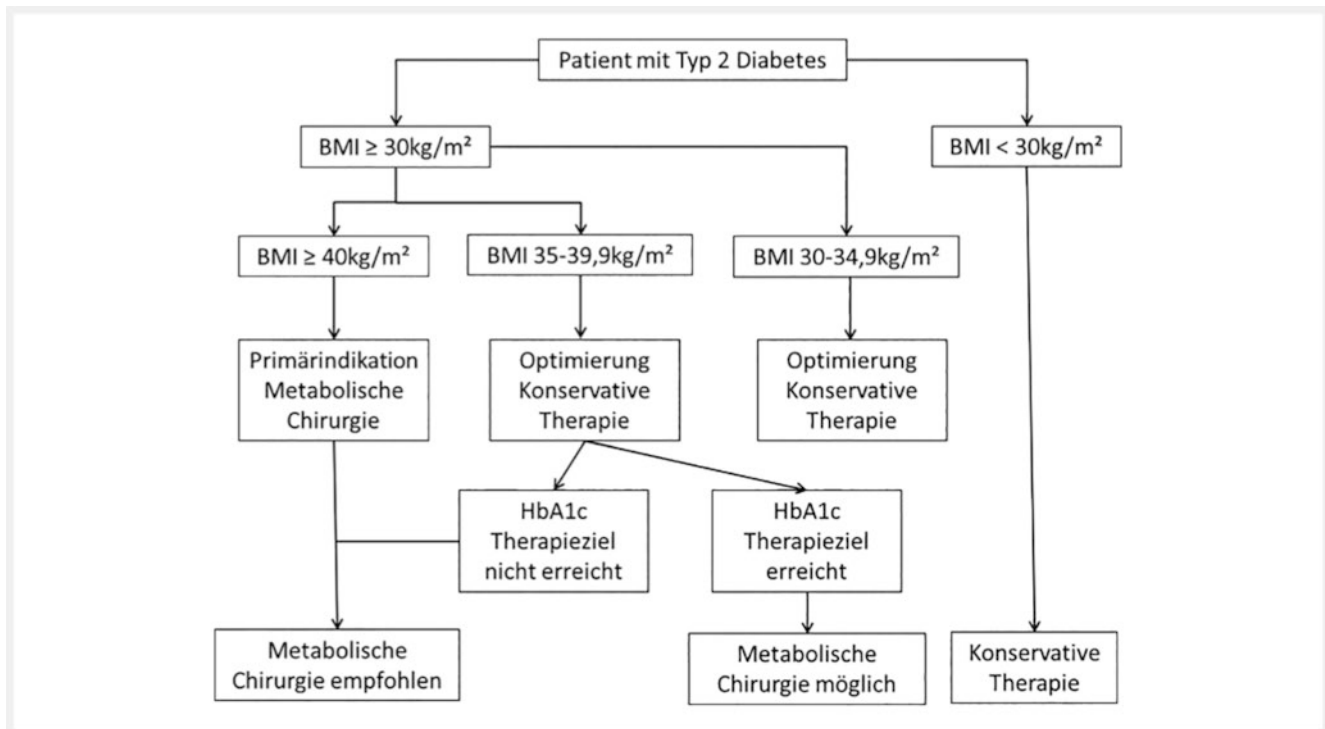 Patient mit Typ 2 Diabetes
BMI ≥ 30kg/m²
BMI < 30kg/m²
BMI ≥ 40kg/m²
BMI 35-39,9kg/m²
BMI 30-34,9kg/m²
Primärindikation
Metabolische
Chirurgie
Optimierung
Konservative
Therapie
Optimierung
Konservative
Therapie
HbA1c
Therapieziel
nicht erreicht
HbA1c
Therapieziel
erreicht
Metabolische
Chirurgie empfohlen
Metabolische
Chirurgie möglich
Konservative
Therapie